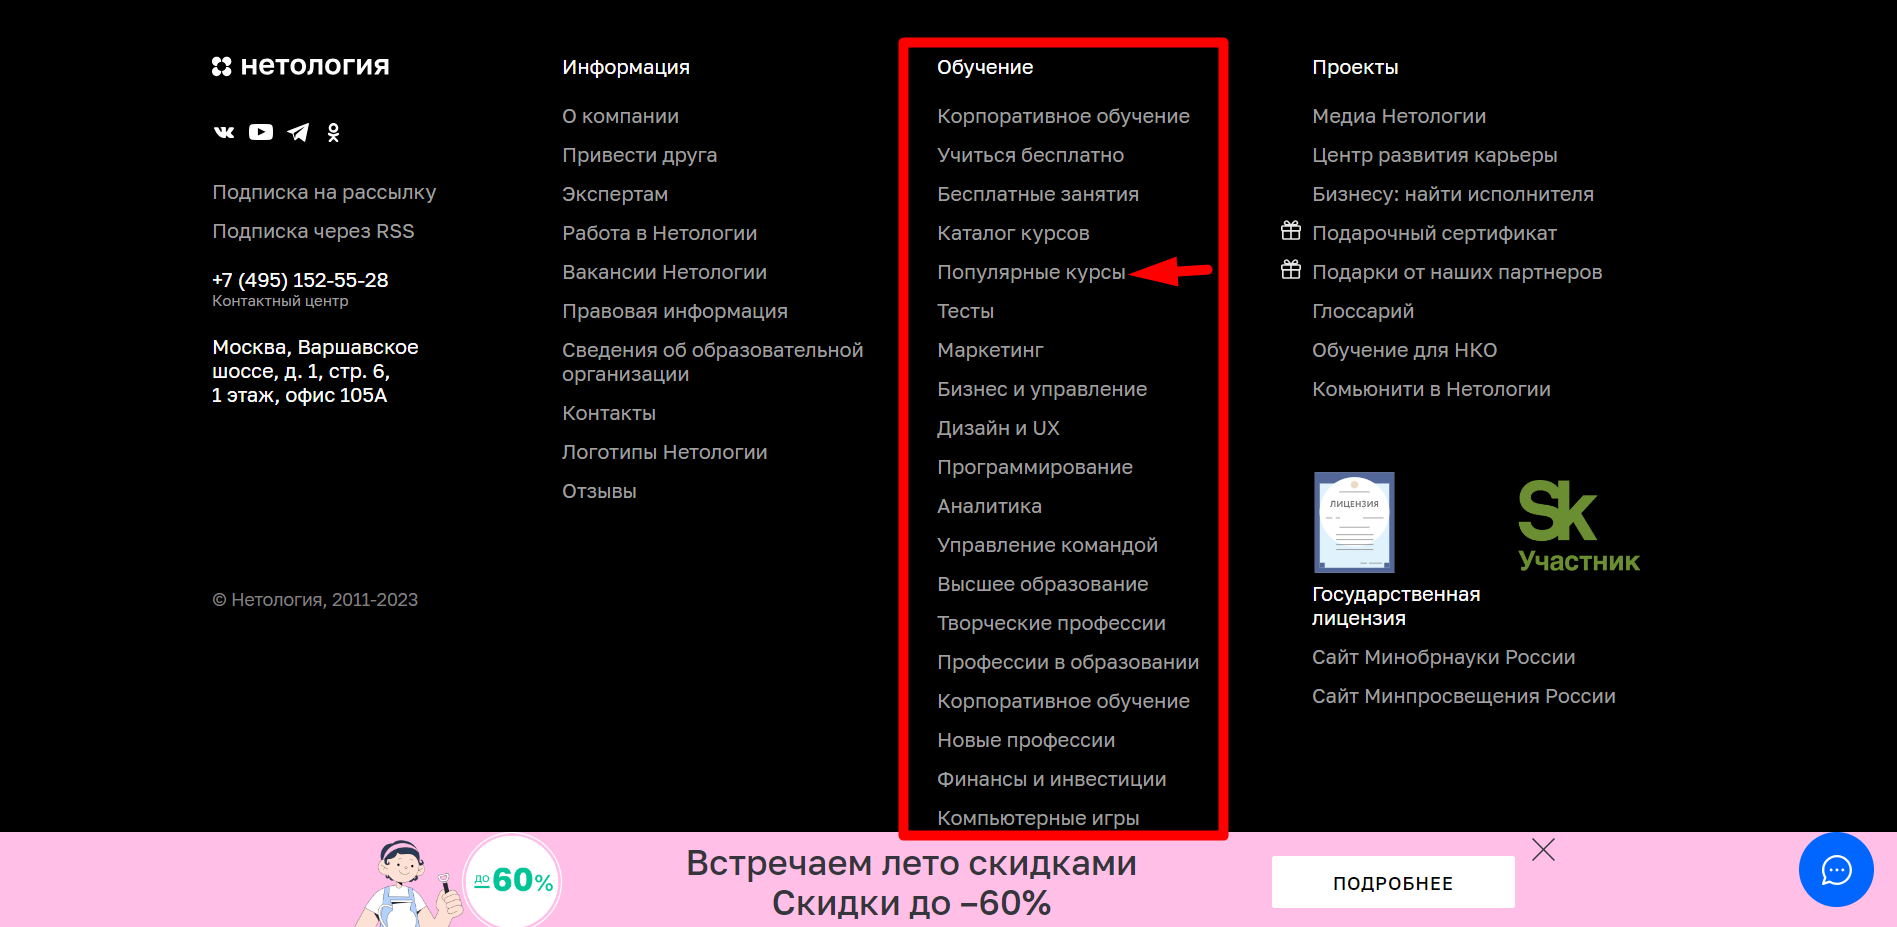 нетология
Подписка на рассылку
Подписка через RSS
+7 (495) 152-55-28
Контактный центр
Москва, Варшавское
шоссе, д. 1, стр. 6,
1 этаж, офис 105А
© Нетология, 2011-2023
Информация
О компании
Привести друга
Экспертам
Работа в Нетологии
Вакансии Нетологии
Правовая информация
Сведения об образовательной
организации
Контакты
Логотипы Нетологии
Отзывы
Обучение
Корпоративное обучение
Учиться бесплатно
Бесплатные занятия
Каталог курсов
Популярные курсы
Тесты
Маркетинг
Бизнес и управление
Дизайн и UX
Программирование
Аналитика
Управление командой
Высшее образование
Творческие профессии
Профессии в образовании
Корпоративное обучение
Новые профессии
Финансы и инвестиции
Компьютерные игры
Проекты
Медиа Нетологии
Центр развития карьеры
Бизнесу: найти исполнителя
Подарочный сертификат
Подарки от наших партнеров
Глоссарий
Обучение для НКО
Комьюнити в Нетологии
ЛИЦЕНЗИЯ
Государственная
лицензия
Sk
Участник
Сайт Минобрнауки России
Сайт Минпросвещения России
до 60%
Встречаем лето скидками
Скидки до –60%
ПОДРОБНЕЕ